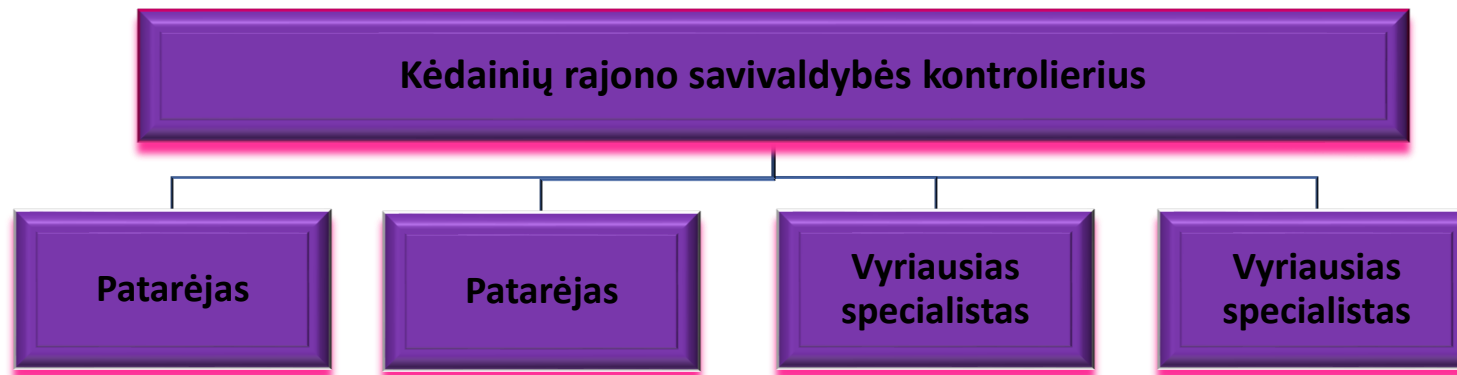 Kėdainių rajono savivaldybės kontrolierius
Patarėjas
Patarėjas
Vyriausias
specialistas
Vyriausias
specialistas